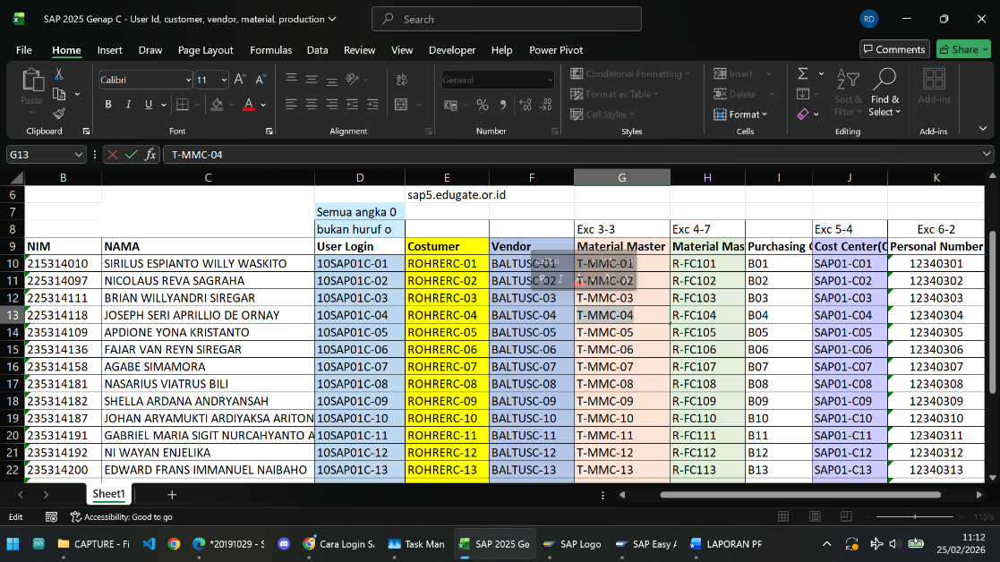 SAP 2025 Genap C - User Id, customer, vendor, material, production
Search
RD
File Home Insert Draw Page Layout Formulas Data Review View Developer Help Power Pivot
Comments Share
Paste
Calibri 11
B I U
General
Conditional Formatting
Format as Table
Cell Styles
Insert
Delete
Format
Sort & Filter
Find & Select
Add-ins
Clipboard Font Alignment Number Styles Cells Editing Add-ins
G13 fx T-MMC-04
B C D E F G H I J K
6 sap5.edugate.or.id
7 Semua angka 0
8 bukan huruf o Exc 3-3 Exc 4-7 Exc 5-4 Exc 6-2
9 NIM NAMA User Login Costumer Vendor Material Master Material Mas Purchasing Cost Center(C Personal Number
10 215314010 SIRILUS ESPIANTO WILLY WASKITO 10SAP01C-01 ROHRERC-01 BALTUSC-01 T-MMC-01 R-FC101 B01 SAP01-C01 12340301
11 225314097 NICOLAUS REVA SAGRAHA 10SAP01C-02 ROHRERC-02 BALTUSC-02 T-MMC-02 R-FC102 B02 SAP01-C02 12340302
12 225314111 BRIAN WILLYANDRI SIREGAR 10SAP01C-03 ROHRERC-03 BALTUSC-03 T-MMC-03 R-FC103 B03 SAP01-C03 12340303
13 225314118 JOSEPH SERI APRILLIO DE ORNAY 10SAP01C-04 ROHRERC-04 BALTUSC-04 T-MMC-04 R-FC104 B04 SAP01-C04 12340304
14 235314109 APDIONE YONA KRISTANTO 10SAP01C-05 ROHRERC-05 BALTUSC-05 T-MMC-05 R-FC105 B05 SAP01-C05 12340305
15 235314136 FAJAR VAN REYN SIREGAR 10SAP01C-06 ROHRERC-06 BALTUSC-06 T-MMC-06 R-FC106 B06 SAP01-C06 12340306
16 235314158 AGABE SIMAMORA 10SAP01C-07 ROHRERC-07 BALTUSC-07 T-MMC-07 R-FC107 B07 SAP01-C07 12340307
17 235314181 NASARIUS VIATRUS BILI 10SAP01C-08 ROHRERC-08 BALTUSC-08 T-MMC-08 R-FC108 B08 SAP01-C08 12340308
18 235314182 SHELLA ARDANA ANDRYANSAH 10SAP01C-09 ROHRERC-09 BALTUSC-09 T-MMC-09 R-FC109 B09 SAP01-C09 12340309
19 235314187 JOHAN ARYAMUKTI ARDIYAKSA ARITON 10SAP01C-10 ROHRERC-10 BALTUSC-10 T-MMC-10 R-FC110 B10 SAP01-C10 12340310
20 235314191 GABRIEL MARIA SIGIT NURCAHYANTO A 10SAP01C-11 ROHRERC-11 BALTUSC-11 T-MMC-11 R-FC111 B11 SAP01-C11 12340311
21 235314192 NI WAYAN ENJELIKA 10SAP01C-12 ROHRERC-12 BALTUSC-12 T-MMC-12 R-FC112 B12 SAP01-C12 12340312
22 235314200 EDWARD FRANS IMMANUEL NAIBAHO 10SAP01C-13 ROHRERC-13 BALTUSC-13 T-MMC-13 R-FC113 B13 SAP01-C13 12340313
Sheet1
Edit Accessibility: Good to go 115%
CAPTURE - Fi *20191029 - S Cara Login SA Task Man SAP 2025 Ge SAP Logo SAP Easy A LAPORAN PR
11:12
25/02/2026